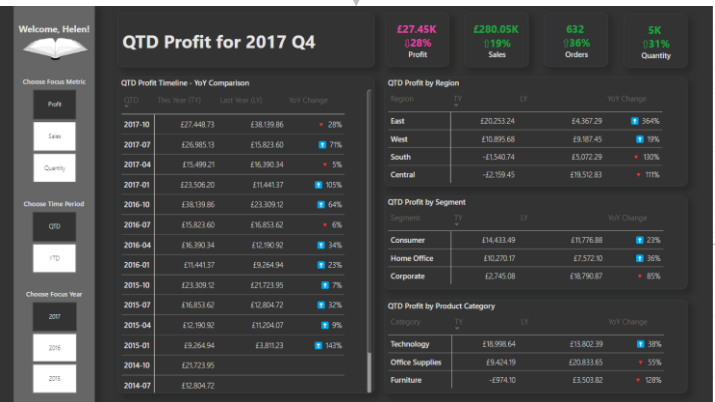 Welcome, Helen!
Choose Focus Metric
Profit
Sales
Quantity
Choose Time Period
QTD
YTD
Choose Focus Year
2017
2016
2015
QTD Profit for 2017 Q4
£27.45K
⇩28%
Profit
£280.05K
⇧19%
Sales
632
⇧36%
Orders
5K
⇧31%
Quantity
QTD Profit Timeline - YoY Comparison
QTD This Year (TY) Last Year (LY) YoY Change
2017-10 £27,448.73 £38,139.86 28%
2017-07 £26,985.13 £15,823.60 71%
2017-04 £15,499.21 £16,390.34 5%
2017-01 £23,506.20 £11,441.37 105%
2016-10 £38,139.86 £23,309.12 64%
2016-07 £15,823.60 £16,853.62 6%
2016-04 £16,390.34 £12,190.92 34%
2016-01 £11,441.37 £9,264.94 23%
2015-10 £23,309.12 £21,723.95 7%
2015-07 £16,853.62 £12,804.72 32%
2015-04 £12,190.92 £11,204.07 9%
2015-01 £9,264.94 £3,811.23 143%
2014-10 £21,723.95
2014-07 £12,804.72
QTD Profit by Region
Region TY LY YoY Change
East £20,253.24 £4,367.29 364%
West £10,895.68 £9,187.45 19%
South -£1,540.74 £5,072.29 130%
Central -£2,159.45 £19,512.83 111%
QTD Profit by Segment
Segment TY LY YoY Change
Consumer £14,433.49 £11,776.88 23%
Home Office £10,270.17 £7,572.10 36%
Corporate £2,745.08 £18,790.87 85%
QTD Profit by Product Category
Category TY LY YoY Change
Technology £18,998.64 £13,802.39 38%
Office Supplies £9,424.19 £20,833.65 55%
Furniture -£974.10 £3,503.82 128%